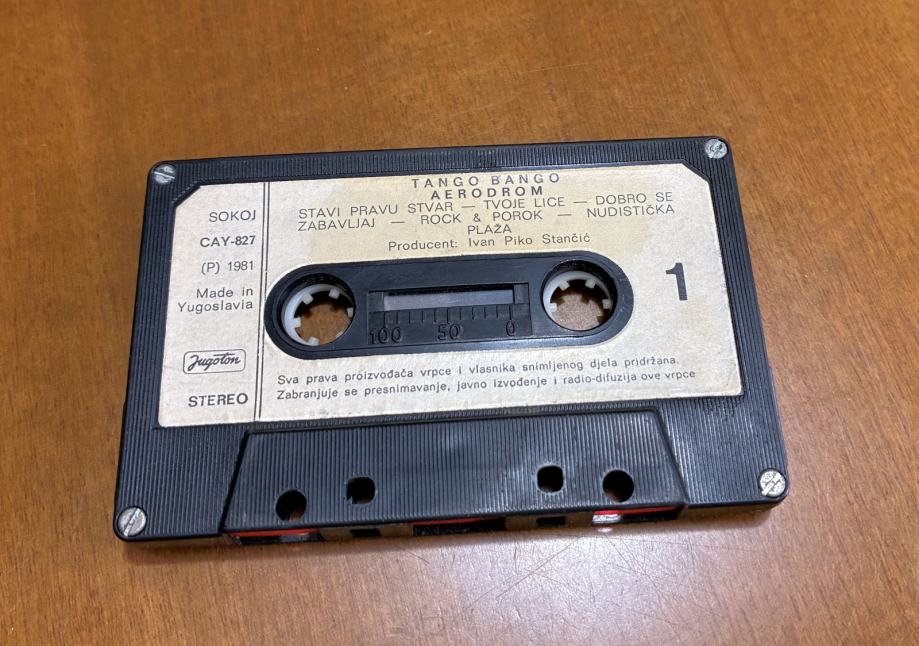 TANGO BANGO
AERODROM
STAVI PRAVU STVAR — TVOJE LICE — DOBRO SE
ZABAVLJAJ — ROCK & POROK — NUDISTIČKA
PLAŽA
Producent: Ivan Piko Stančić
SOKOJ
CAY-827
(P) 1981
Made in
Yugoslavia
Jugoton
STEREO
1
100 50 0
Sva prava proizvođača vrpce i vlasnika snimljenog djela pridržana.
Zabranjuje se presnimavanje, javno izvođenje i radio-difuzija ove vrpce